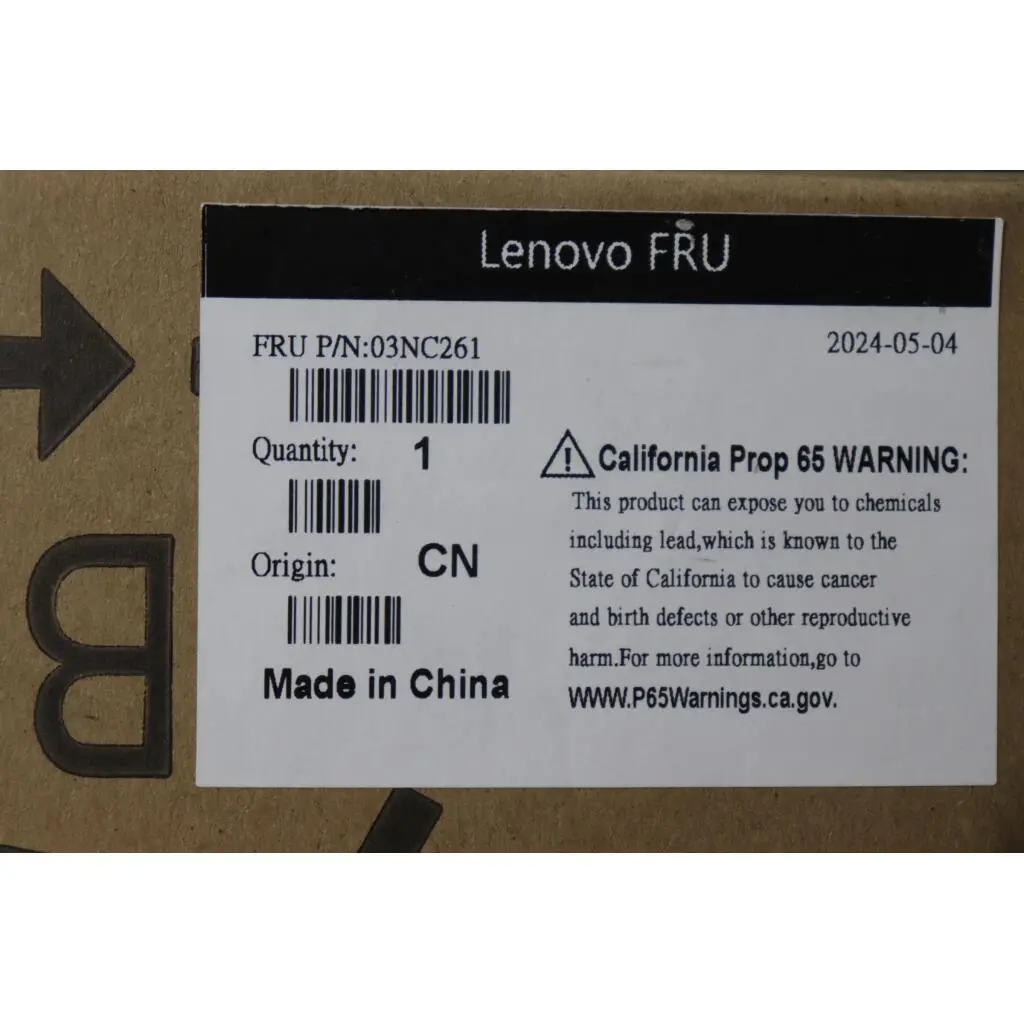 Lenovo FRU
FRU P/N:03NC261
2024-05-04
Quantity: 1
Origin: CN
Made in China
California Prop 65 WARNING:
This product can expose you to chemicals
including lead,which is known to the
State of California to cause cancer
and birth defects or other reproductive
harm.For more information,go to
WWW.P65Warnings.ca.gov.
B